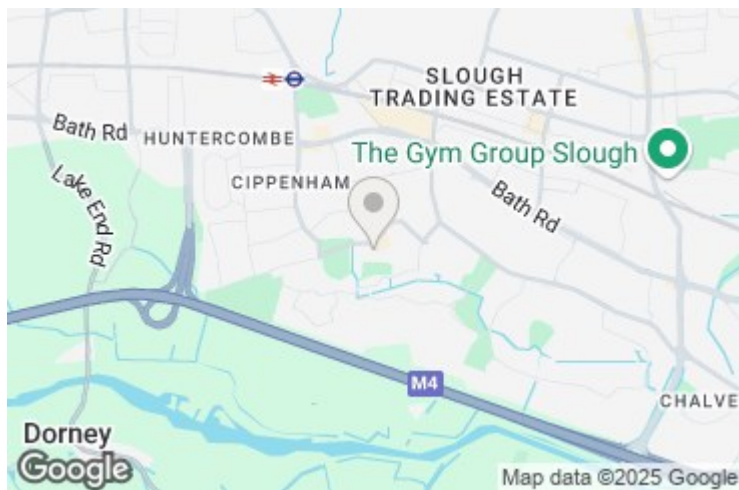 SLOUGH
TRADING ESTATE
Bath Rd
HUNTERCOMBE
The Gym Group Slough
CIPPENHAM
Lake End Rd
Bath Rd
M4
CHALVE
Dorney
Google
Map data ©2025 Google